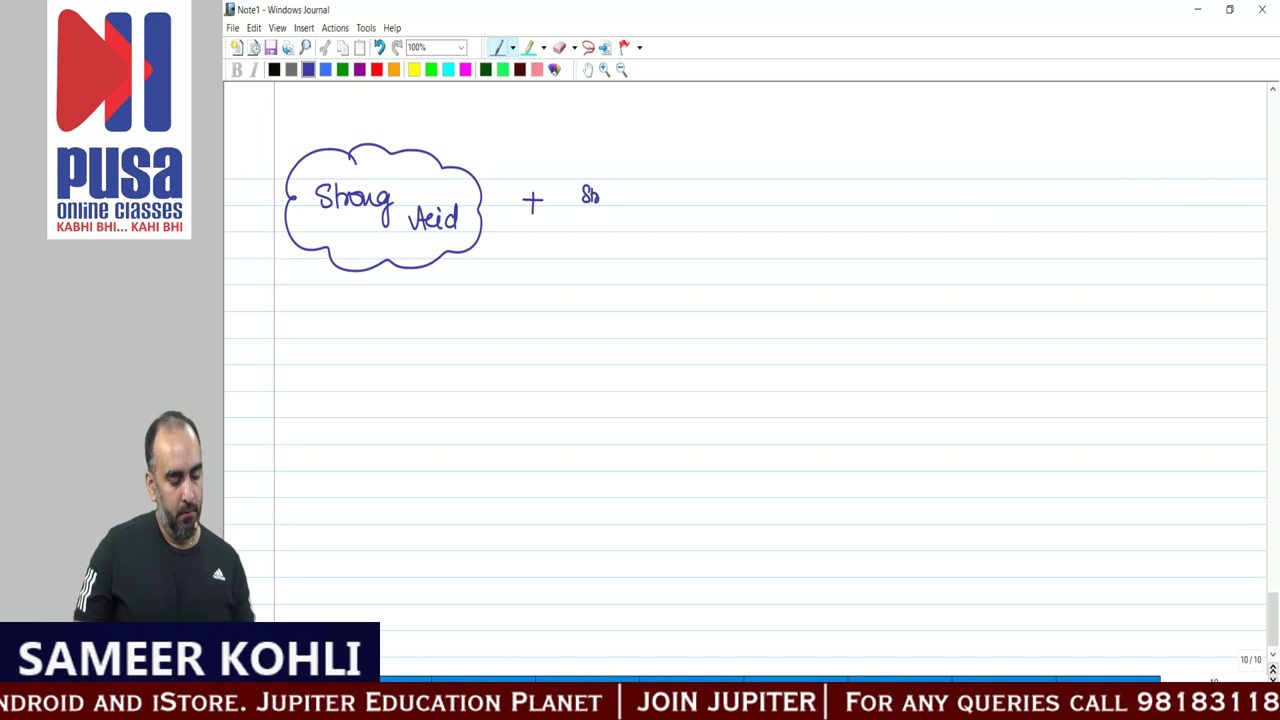 Note1 - Windows Journal
File Edit View Insert Actions Tools Help
100%
B I
PUSA
ONLINE CLASSES
KABHI BHI... KAHI BHI
Strong
Acid
+
10/10
SAMEER KOHLI
NDROID AND iSTORE. JUPITER EDUCATION PLANET | JOIN JUPITER | FOR ANY QUERIES CALL 98183118